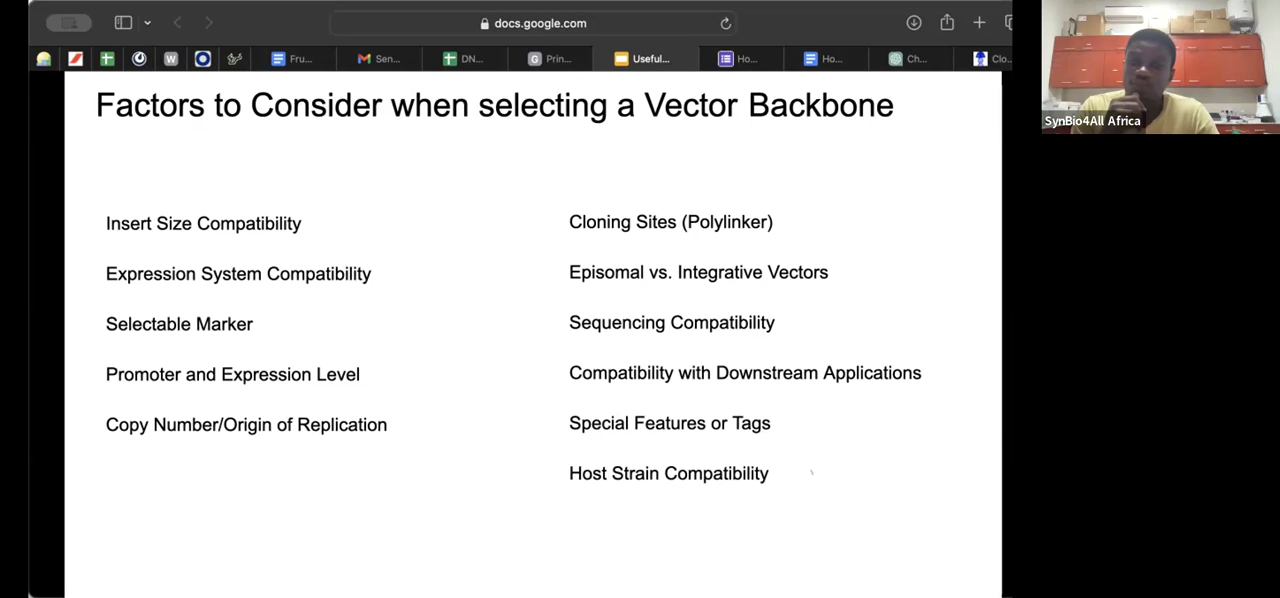 docs.google.com
W
Fru...
Sen...
DN...
G
Prin...
Useful...
Ho...
Ho...
Ch...
Clo...
SynBio4All Africa
Factors to Consider when selecting a Vector Backbone
Insert Size Compatibility
Expression System Compatibility
Selectable Marker
Promoter and Expression Level
Copy Number/Origin of Replication
Cloning Sites (Polylinker)
Episomal vs. Integrative Vectors
Sequencing Compatibility
Compatibility with Downstream Applications
Special Features or Tags
Host Strain Compatibility